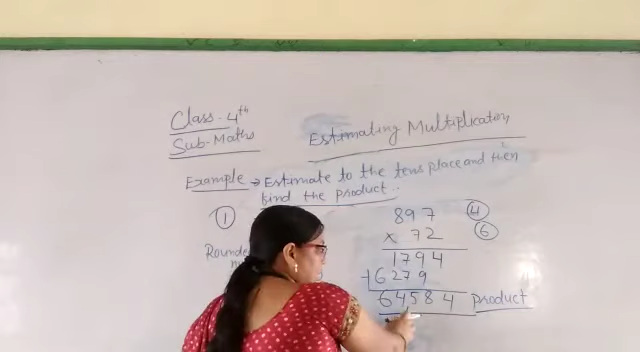 Class - 4th
Sub - Maths
Estimating Multiplication
Example → Estimate to the tens place and then
find the product.
1
897
4
× 72
6
1794
+6279
64584 product